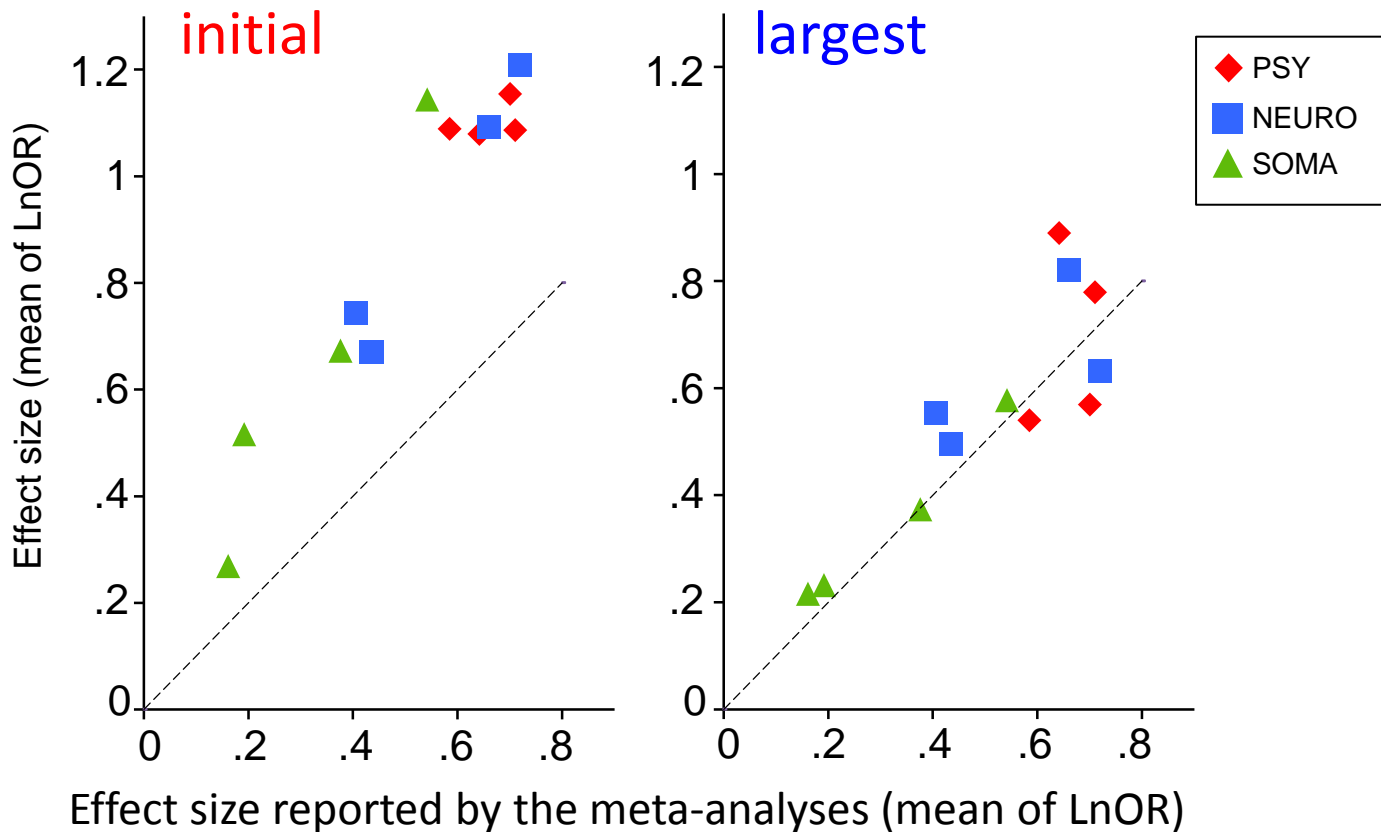 initial
largest
PSY
NEURO
SOMA
Effect size (mean of LnOR)
1.2
1
.8
.6
.4
.2
0
0 .2 .4 .6 .8
1.2
1
.8
.6
.4
.2
0
0 .2 .4 .6 .8
Effect size reported by the meta-analyses (mean of LnOR)